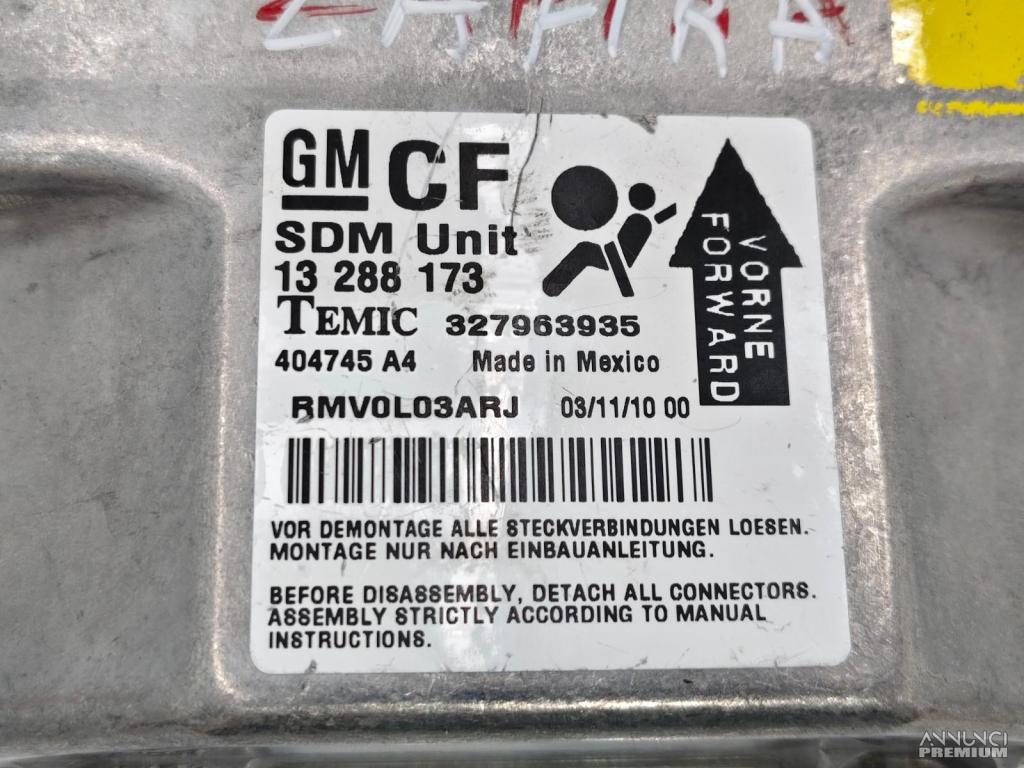 ZAFIRA
GM CF
SDM Unit
13 288 173
TEMIC 327963935
404745 A4 Made in Mexico
VORNE
FORWARD
RMV0L03ARJ 03/11/10 00
VOR DEMONTAGE ALLE STECKVERBINDUNGEN LOESEN.
MONTAGE NUR NACH EINBAUANLEITUNG.
BEFORE DISASSEMBLY, DETACH ALL CONNECTORS.
ASSEMBLY STRICTLY ACCORDING TO MANUAL
INSTRUCTIONS.
ANNUNCI
PREMIUM